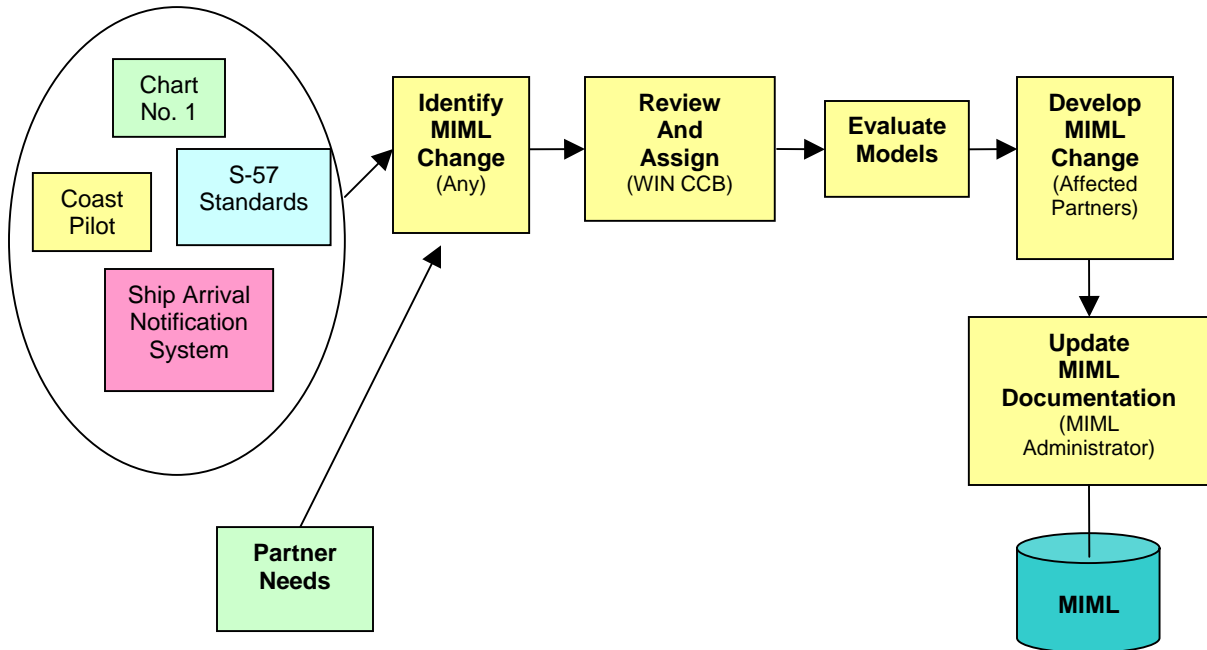 Chart
No. 1
S-57
Standards
Coast
Pilot
Ship Arrival
Notification
System
Identify
MIML
Change
(Any)
Review
And
Assign
(WIN CCB)
Evaluate
Models
Develop
MIML
Change
(Affected
Partners)
Update
MIML
Documentation
(MIML
Administrator)
Partner
Needs
MIML